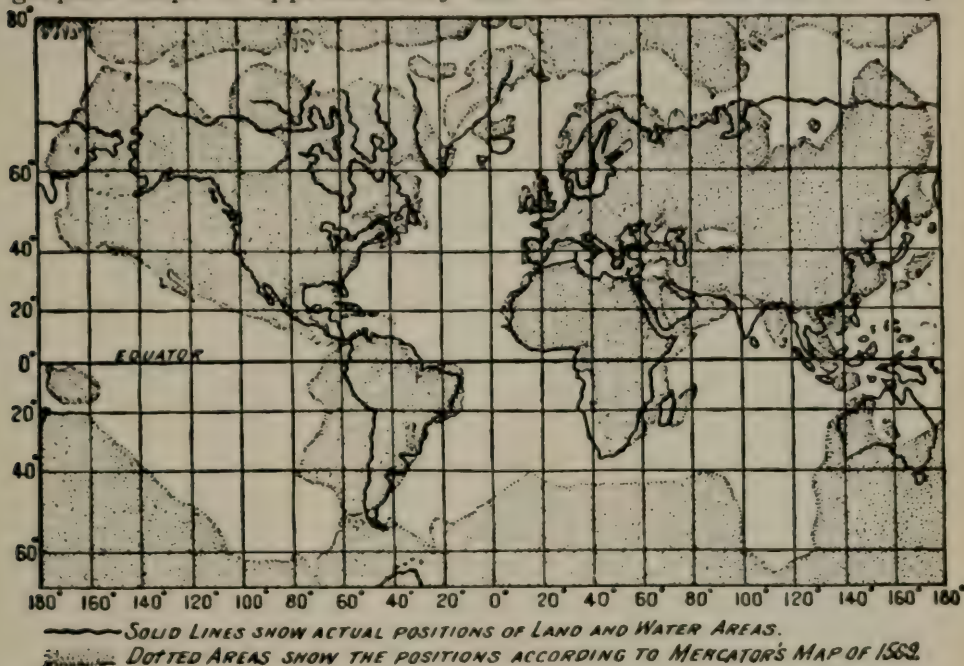 80°
60°
40°
20°
0° EQUATOR
20°
40°
60°
180° 160° 140° 120° 100° 80° 60° 40° 20° 0° 20° 40° 60° 80° 100° 120° 140° 160° 180°
SOLID LINES SHOW ACTUAL POSITIONS OF LAND AND WATER AREAS.
DOTTED AREAS SHOW THE POSITIONS ACCORDING TO MERCATOR'S MAP OF 1569.